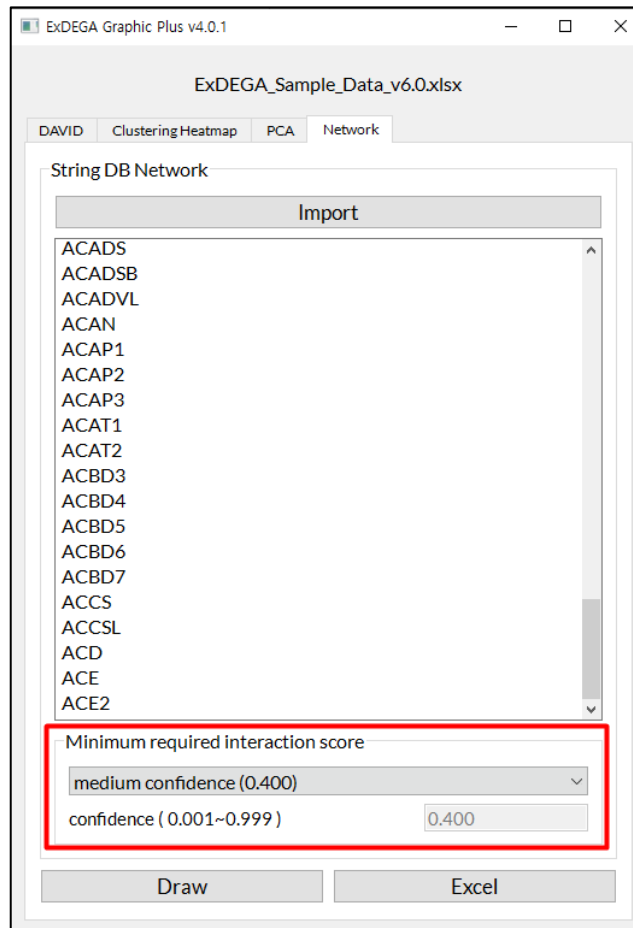 ExDEGA Graphic Plus v4.0.1
ExDEGA_Sample_Data_v6.0.xlsx
DAVID Clustering Heatmap PCA Network
String DB Network
Import
ACADS
ACADSB
ACADVL
ACAN
ACAP1
ACAP2
ACAP3
ACAT1
ACAT2
ACBD3
ACBD4
ACBD5
ACBD6
ACBD7
ACCS
ACCSL
ACD
ACE
ACE2
Minimum required interaction score
medium confidence (0.400)
confidence ( 0.001~0.999 ) 0.400
Draw Excel